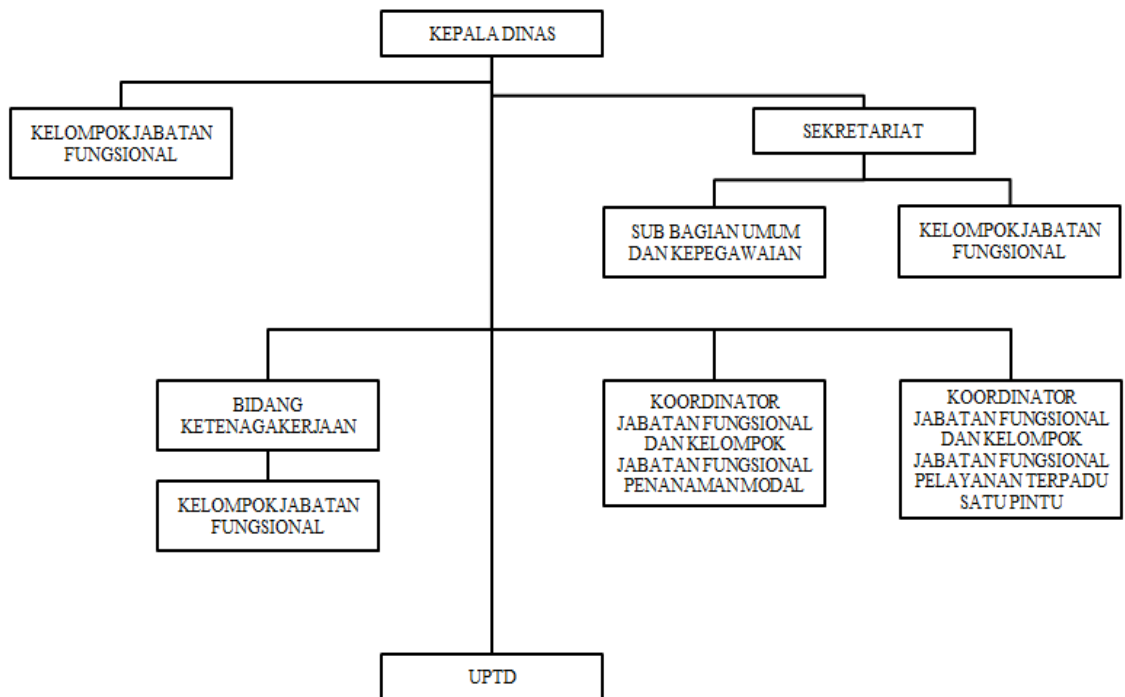 KEPALA DINAS
KELOMPOK JABATAN
FUNGSIONAL
SEKRETARIAT
SUB BAGIAN UMUM
DAN KEPEGAWAIAN
KELOMPOK JABATAN
FUNGSIONAL
BIDANG
KETENAGAKERJAAN
KELOMPOK JABATAN
FUNGSIONAL
KOORDINATOR
JABATAN FUNGSIONAL
DAN KELOMPOK
JABATAN FUNGSIONAL
PENANAMAN MODAL
KOORDINATOR
JABATAN FUNGSIONAL
DAN KELOMPOK
JABATAN FUNGSIONAL
PELAYANAN TERPADU
SATU PINTU
UPTD